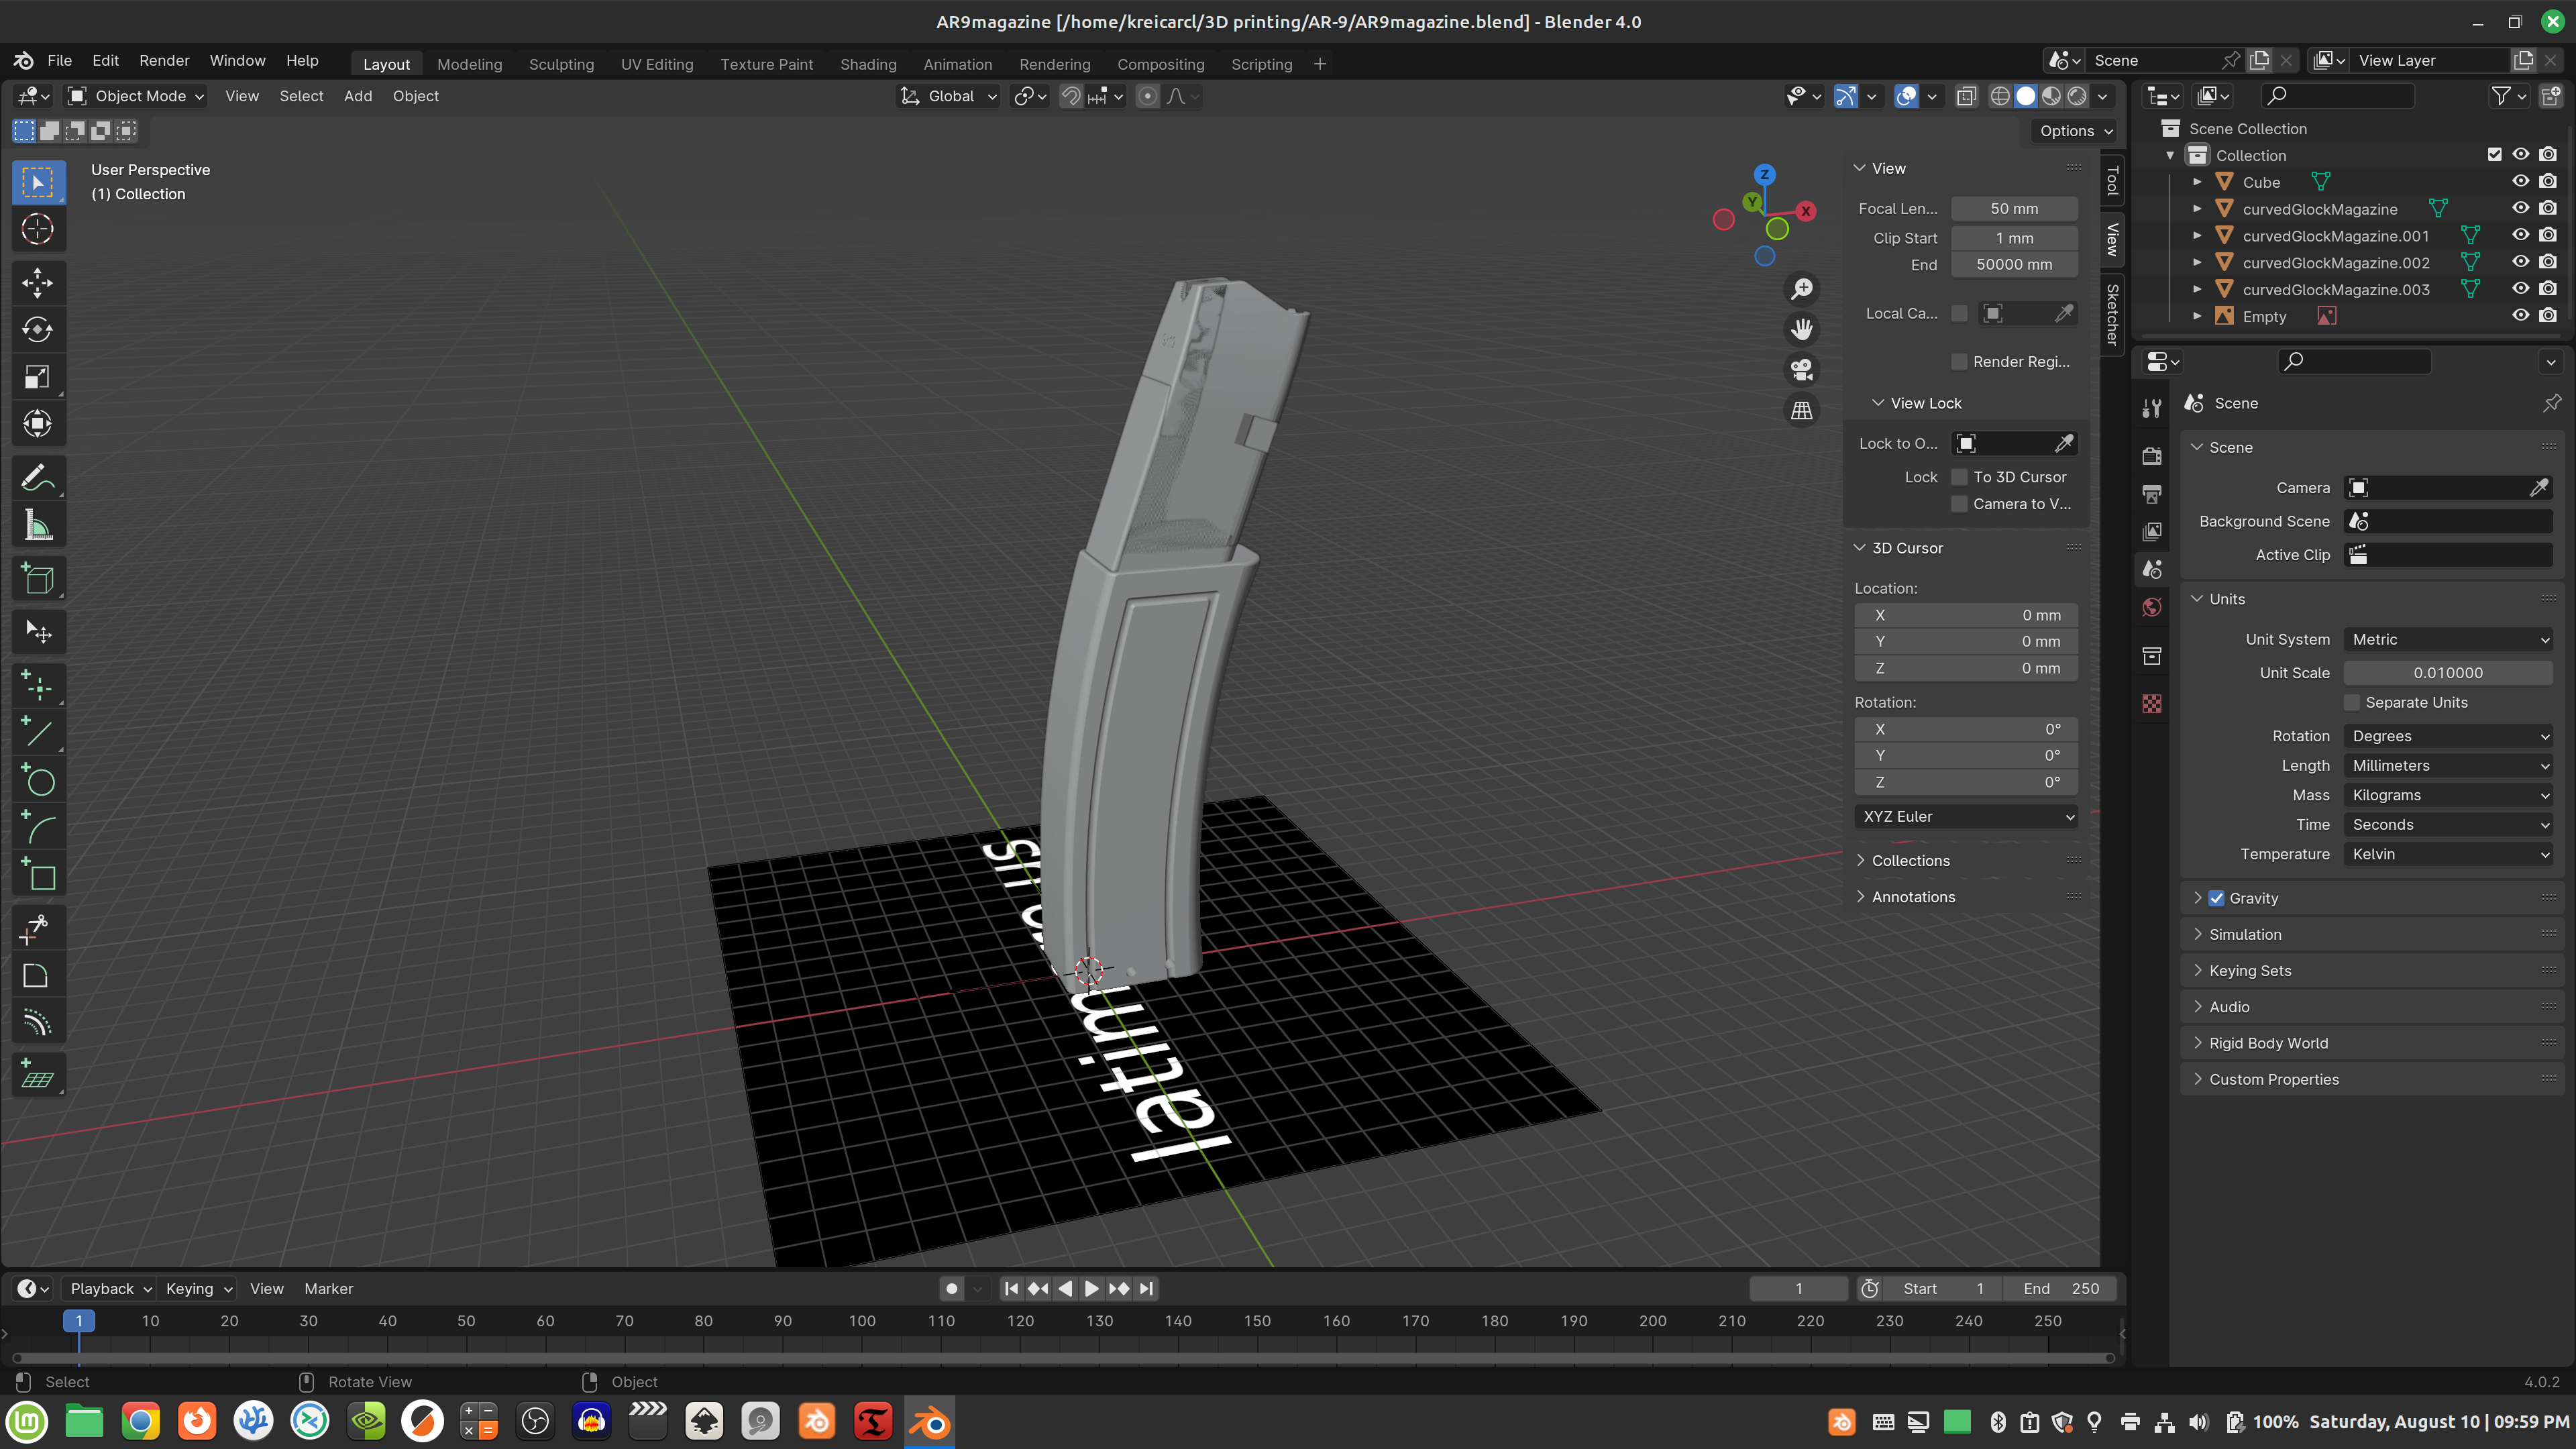 AR9magazine [/home/kreicarcl/3D printing/AR-9/AR9magazine.blend] - Blender 4.0
File Edit Render Window Help
Layout Modeling Sculpting UV Editing Texture Paint Shading Animation Rendering Compositing Scripting +
Scene
View Layer
Object Mode View Select Add Object
Global
Options
User Perspective
(1) Collection
Z
Y
X
View
Focal Len... 50 mm
Clip Start 1 mm
End 50000 mm
Local Ca...
Render Regi...
View Lock
Lock to O...
Lock To 3D Cursor
Camera to V...
3D Cursor
Location:
X 0 mm
Y 0 mm
Z 0 mm
Rotation:
X 0°
Y 0°
Z 0°
XYZ Euler
Collections
Annotations
Tool
View
Sketcher
Scene Collection
Collection
Cube
curvedGlockMagazine
curvedGlockMagazine.001
curvedGlockMagazine.002
curvedGlockMagazine.003
Empty
Scene
Scene
Camera
Background Scene
Active Clip
Units
Unit System Metric
Unit Scale 0.010000
Separate Units
Rotation Degrees
Length Millimeters
Mass Kilograms
Time Seconds
Temperature Kelvin
Gravity
Simulation
Keying Sets
Audio
Rigid Body World
Custom Properties
Playback Keying View Marker
1
Start 1
End 250
1 10 20 30 40 50 60 70 80 90 100 110 120 130 140 150 160 170 180 190 200 210 220 230 240 250
Select Rotate View Object
4.0.2
100% Saturday, August 10 | 09:59 PM